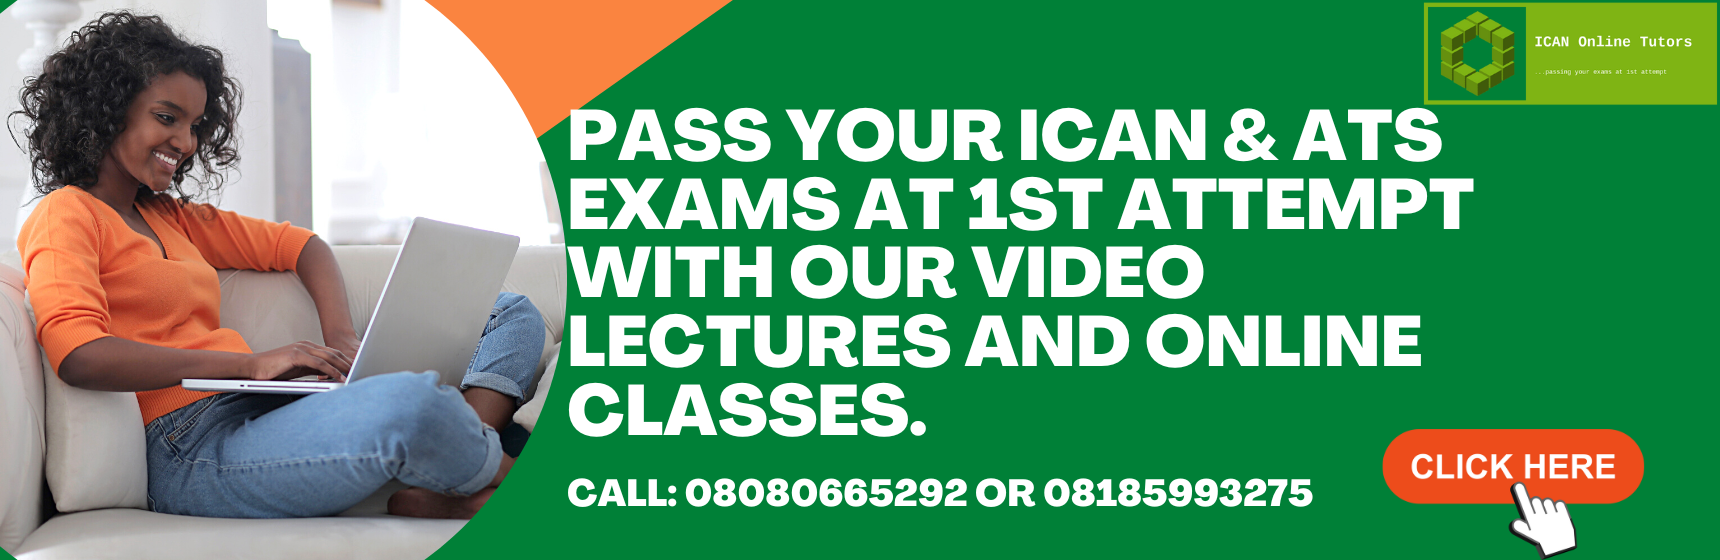 ICAN Online Tutors
...passing your exams at 1st attempt
PASS YOUR ICAN & ATS
EXAMS AT 1ST ATTEMPT
WITH OUR VIDEO
LECTURES AND ONLINE
CLASSES.
CALL: 08080665292 OR 08185993275
CLICK HERE